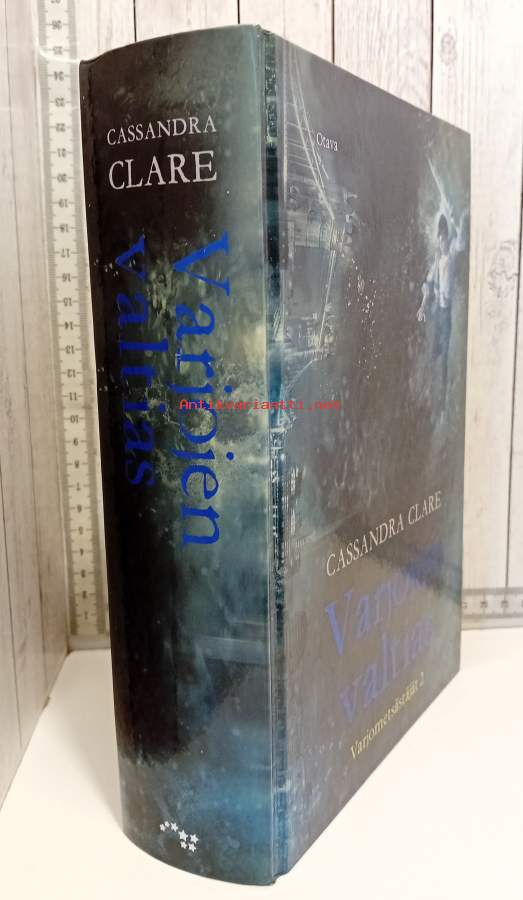 CASSANDRA
CLARE
Varjojen
valtias
Otava
CASSANDRA CLARE
Varjojen
valtias
Varjometsästäjät 2
Antikvariaatti.net